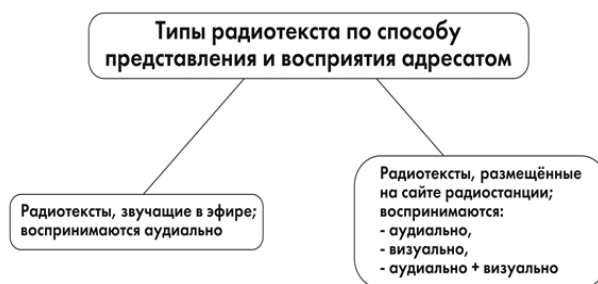 Типы радиотекста по способу
представления и восприятия адресатом
Радиотексты, звучащие в эфире;
воспринимаются аудиально
Радиотексты, размещённые
на сайте радиостанции;
воспринимаются:
- аудиально,
- визуально,
- аудиально + визуально